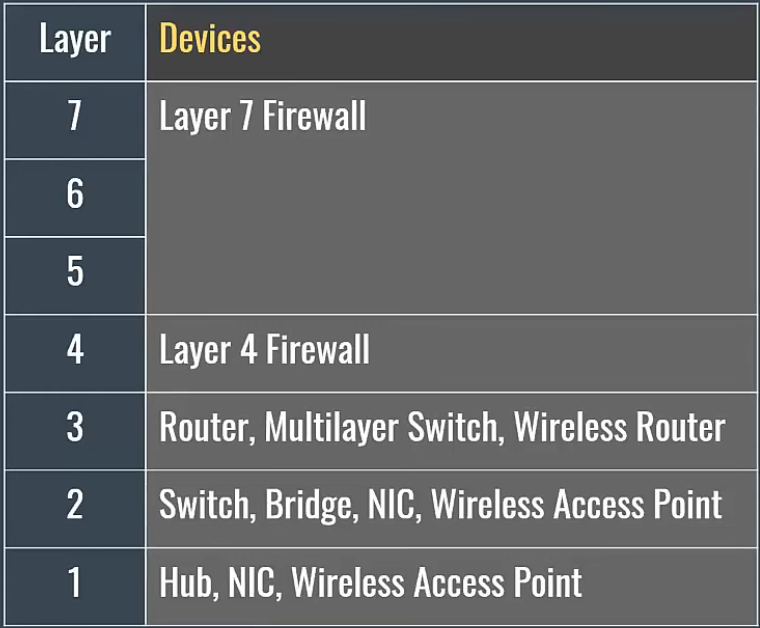 Layer Devices
7 Layer 7 Firewall
6
5
4 Layer 4 Firewall
3 Router, Multilayer Switch, Wireless Router
2 Switch, Bridge, NIC, Wireless Access Point
1 Hub, NIC, Wireless Access Point